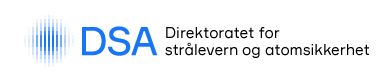 DSA Direktoratet for
strålevern og atomsikkerhet